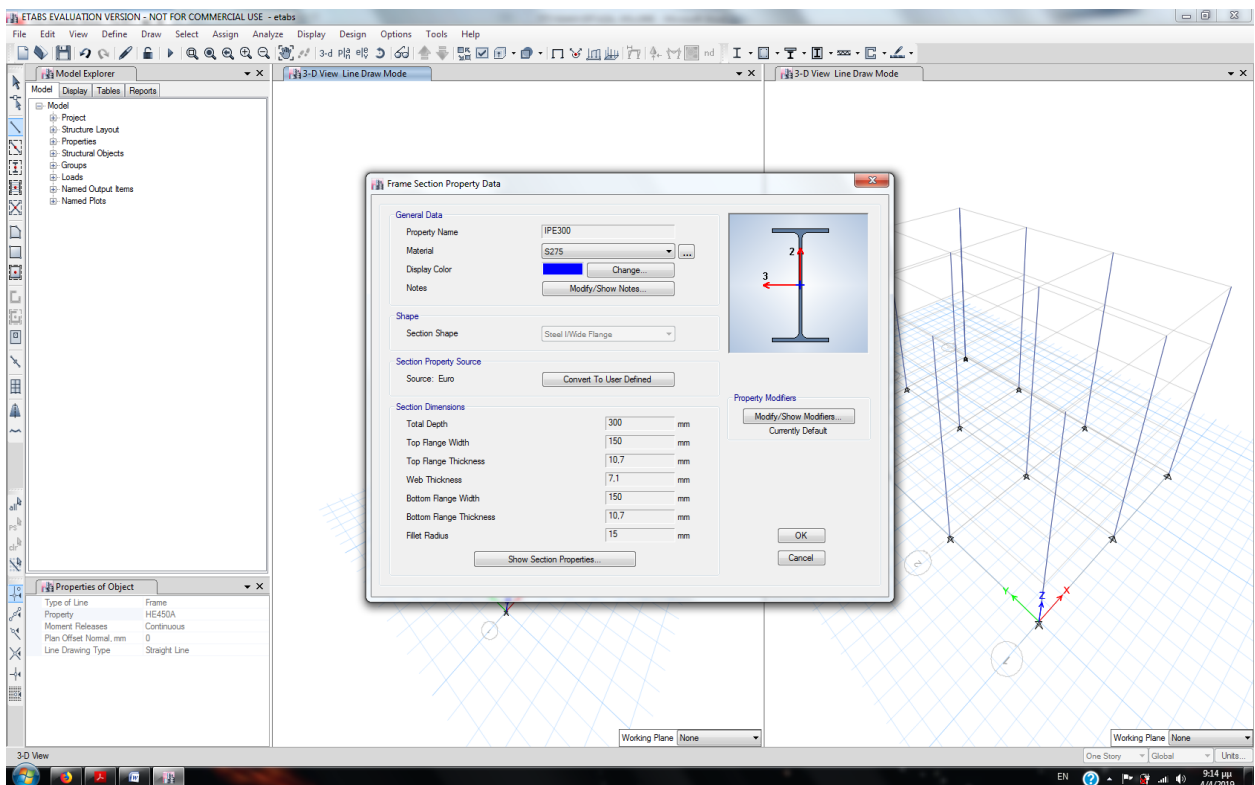 ETABS EVALUATION VERSION - NOT FOR COMMERCIAL USE - etabs
File Edit View Define Draw Select Assign Analyze Display Design Options Tools Help
3-d nd
Model Explorer
Model Display Tables Reports
Model
Project
Structure Layout
Properties
Structural Objects
Groups
Loads
Named Output Items
Named Plots
3-D View Line Draw Mode
3-D View Line Draw Mode
Frame Section Property Data
General Data
Property Name IPE300
Material S275 ...
Display Color Change...
Notes Modify/Show Notes...
Shape
Section Shape Steel I/Wide Flange
Section Property Source
Source: Euro Convert To User Defined
Section Dimensions
Total Depth 300 mm
Top Flange Width 150 mm
Top Flange Thickness 10,7 mm
Web Thickness 7,1 mm
Bottom Flange Width 150 mm
Bottom Flange Thickness 10,7 mm
Fillet Radius 15 mm
Show Section Properties...
2
3
Property Modifiers
Modify/Show Modifiers...
Currently Default
OK
Cancel
all
PS
clr
Properties of Object
Type of Line Frame
Property HE450A
Moment Releases Continuous
Plan Offset Normal, mm 0
Line Drawing Type Straight Line
Y Z X
Working Plane None
Working Plane None
3-D View
One Story Global Units...
EN
9:14 μμ
4/4/2019